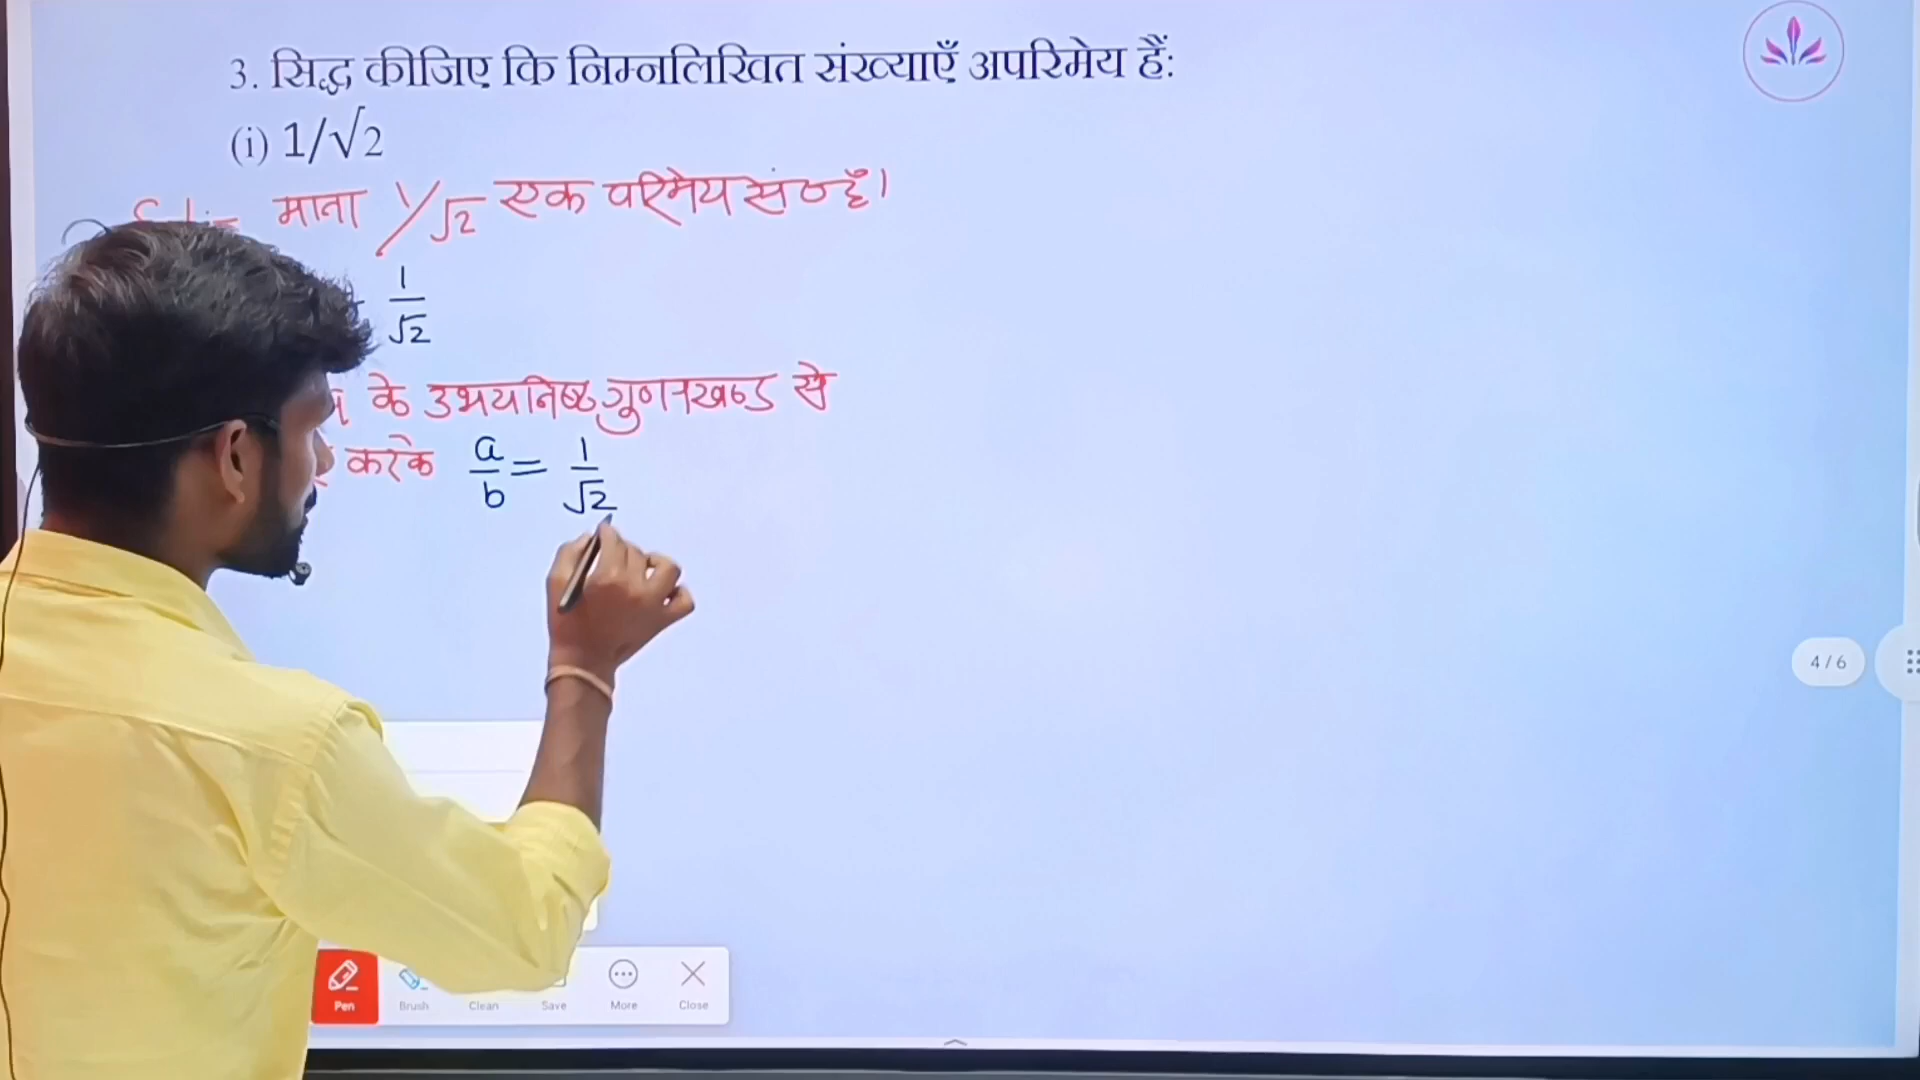 3. सिद्ध कीजिए कि निम्नलिखित संख्याएँ अपरिमेय हैं:
(i) 1/√2
माना 1/√2 एक परिमेय सं० है।
1/√2
के उभयनिष्ठ गुणनखण्ड से
करके a/b = 1/√2
4/6
Pen Brush Clean Save More Close